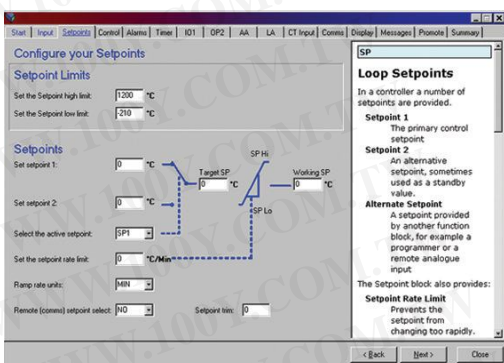 Start Input Setpoints Control Alarms Timer IO1 OP2 AA LA CT Input Comms Display Messages Promote Summary
Configure your Setpoints
Setpoint Limits
Set the Setpoint high limit: 1200 °C
Set the Setpoint low limit: -210 °C
Setpoints
Set setpoint 1: 0 °C
Target SP
0 °C
SP Hi
Working SP
0 °C
Set setpoint 2: 0 °C
SP Lo
Select the active setpoint: SP1
Set the setpoint rate limit: 0 °C/Min
Ramp rate units: MIN
Remote (comms) setpoint select: NO
Setpoint trim: 0
SP
Loop Setpoints
In a controller a number of
setpoints are provided.
Setpoint 1
The primary control
setpoint
Setpoint 2
An alternative
setpoint, sometimes
used as a standby
value.
Alternate Setpoint
A setpoint provided
by another function
block, for example a
programmer or a
remote analogue
input
The Setpoint block also provides:
Setpoint Rate Limit
Prevents the
setpoint from
changing too rapidly.
< Back Next > Close
WWW.100Y.COM.TW